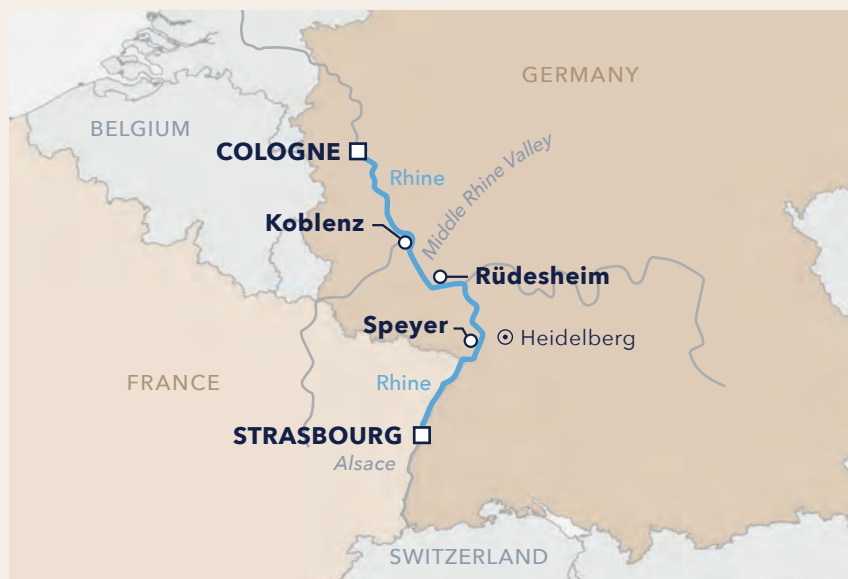 GERMANY
BELGIUM
COLOGNE
Rhine
Middle Rhine Valley
Koblenz
Rüdesheim
Speyer
Heidelberg
FRANCE
Rhine
STRASBOURG
Alsace
SWITZERLAND